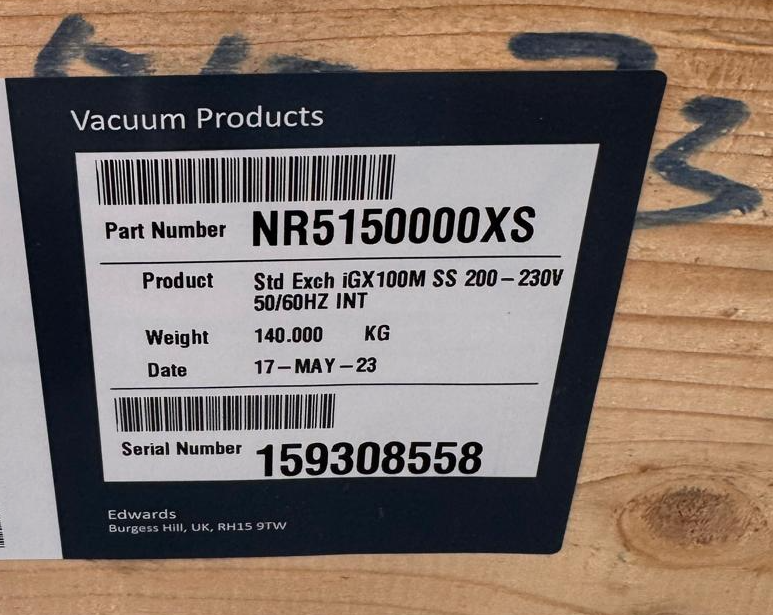 Vacuum Products
Part Number NR5150000XS
Product Std Exch iGX100M SS 200-230V
50/60HZ INT
Weight 140.000 KG
Date 17-MAY-23
Serial Number 159308558
Edwards
Burgess Hill, UK, RH15 9TW